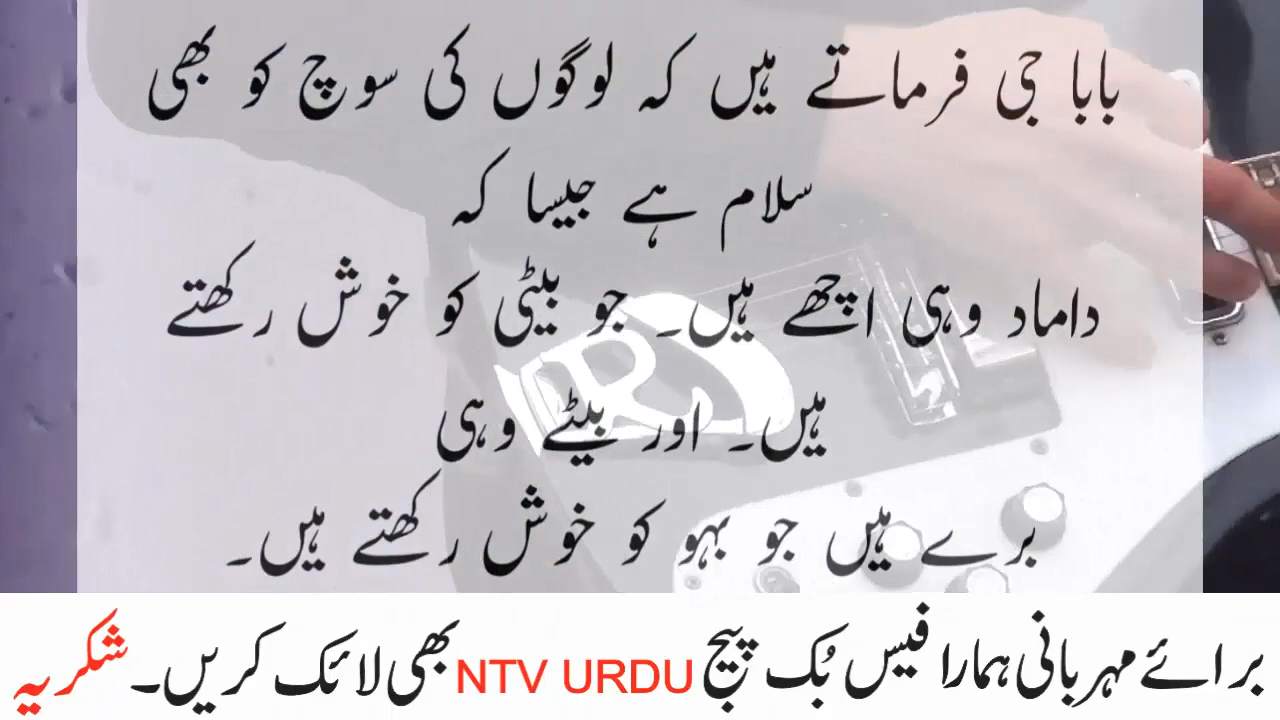 بابا جی فرماتے ہیں کہ لوگوں کی سوچ کو بھی
سلام ہے جیسا کہ
داماد وہی اچھے ہیں۔ جو بیٹی کو خوش رکھتے
ہیں۔ اور بیٹے وہی
برے ہیں جو بہو کو خوش رکھتے ہیں۔
برائے مہربانی ہمارا فیس بُک پیج NTV URDU بھی لائک کریں۔ شکریہ